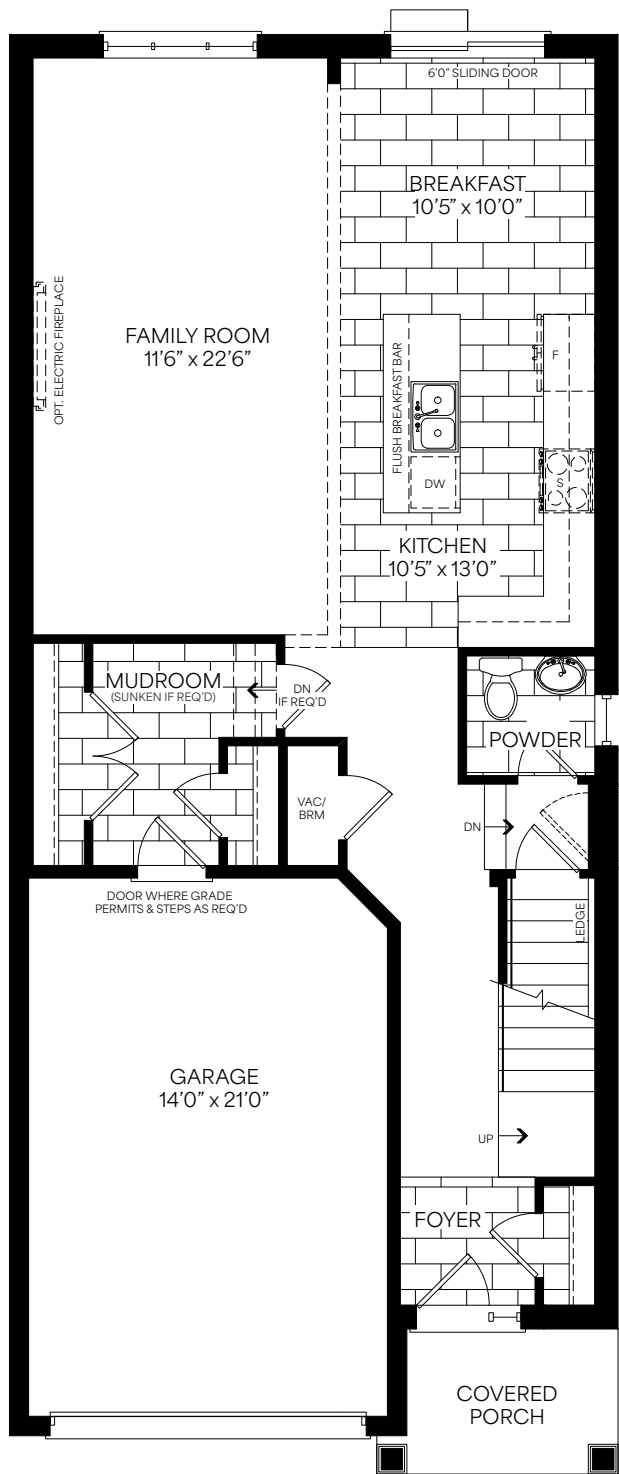 6’0” SLIDING DOOR
BREAKFAST
10’5” x 10’0”
OPT. ELECTRIC FIREPLACE
FAMILY ROOM
11’6” x 22’6”
FLUSH BREAKFAST BAR
F
S
DW
KITCHEN
10’5” x 13’0”
MUDROOM
(SUNKEN IF REQ’D)
DN
IF REQ’D
POWDER
VAC/
BRM
DN
DOOR WHERE GRADE
PERMITS & STEPS AS REQ’D
LEDGE
GARAGE
14’0” x 21’0”
UP
FOYER
COVERED
PORCH